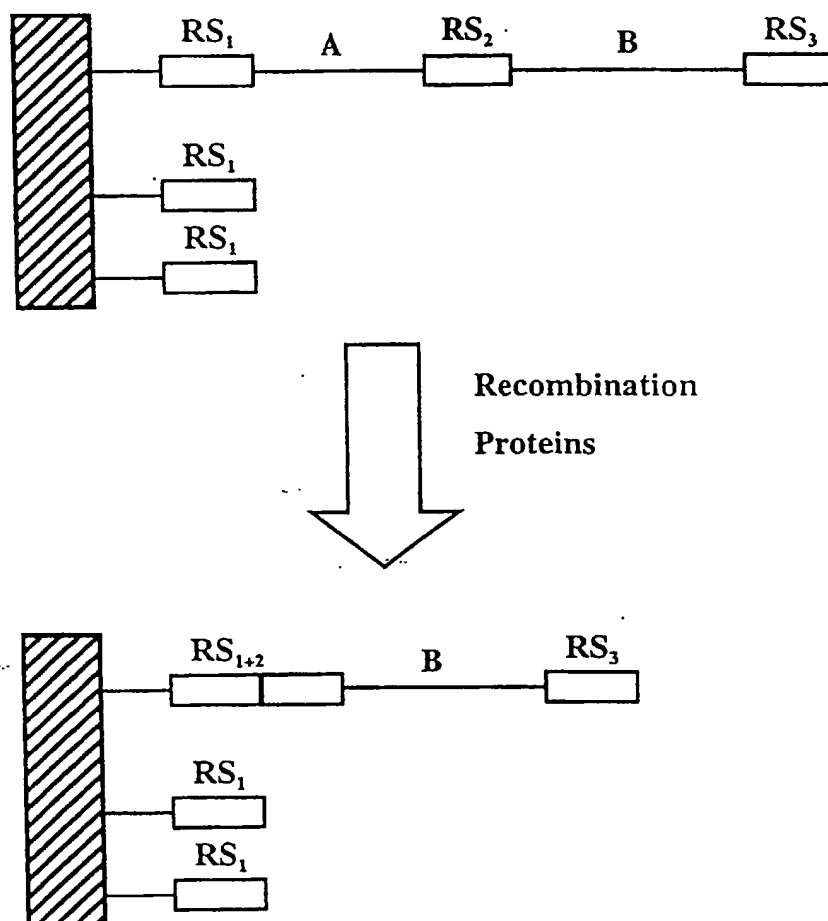 RS₁ A RS₂ B RS₃
RS₁
RS₁
Recombination
Proteins
RS₁₊₂ B RS₃
RS₁
RS₁